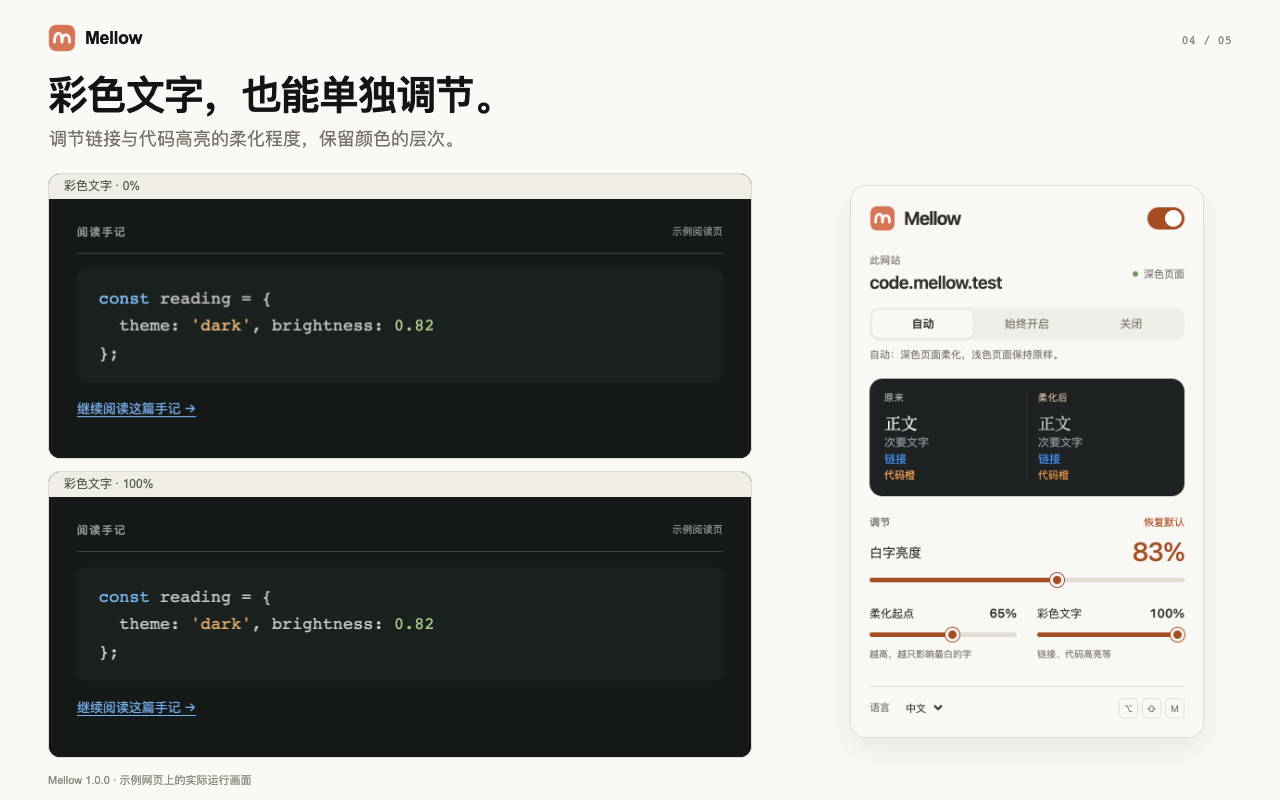 Mellow
04 / 05
彩色文字，也能单独调节。
调节链接与代码高亮的柔化程度，保留颜色的层次。
彩色文字 · 0%
阅读手记
示例阅读页
const reading = {
  theme: 'dark', brightness: 0.82
};
继续阅读这篇手记 →
彩色文字 · 100%
阅读手记
示例阅读页
const reading = {
  theme: 'dark', brightness: 0.82
};
继续阅读这篇手记 →
Mellow 1.0.0 · 示例网页上的实际运行画面
Mellow
此网站
code.mellow.test
深色页面
自动
始终开启
关闭
自动：深色页面柔化，浅色页面保持原样。
原来
正文
次要文字
链接
代码橙
柔化后
正文
次要文字
链接
代码橙
调节
恢复默认
白字亮度
83%
柔化起点
65%
越高，越只影响最白的字
彩色文字
100%
链接、代码高亮等
语言
中文
⌥ ⇧ M